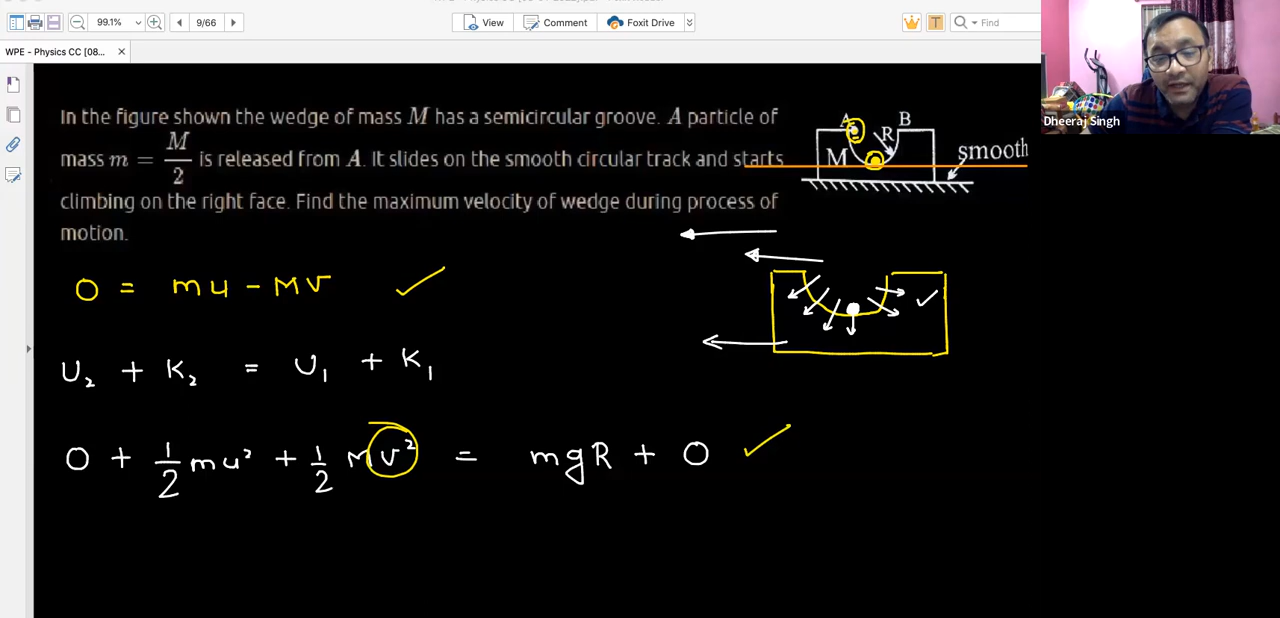 99.1%
9/66
View
Comment
Foxit Drive
T
Find
WPE - Physics CC [08...
Dheeraj Singh
In the figure shown the wedge of mass M has a semicircular groove. A particle of
mass m = M/2 is released from A. It slides on the smooth circular track and starts
climbing on the right face. Find the maximum velocity of wedge during process of
motion.
A B
R
M
smooth
0 = mu - Mv ✓
U₂ + K₂ = U₁ + K₁
0 + 1/2 mu² + 1/2 Mv² = mgR + 0 ✓